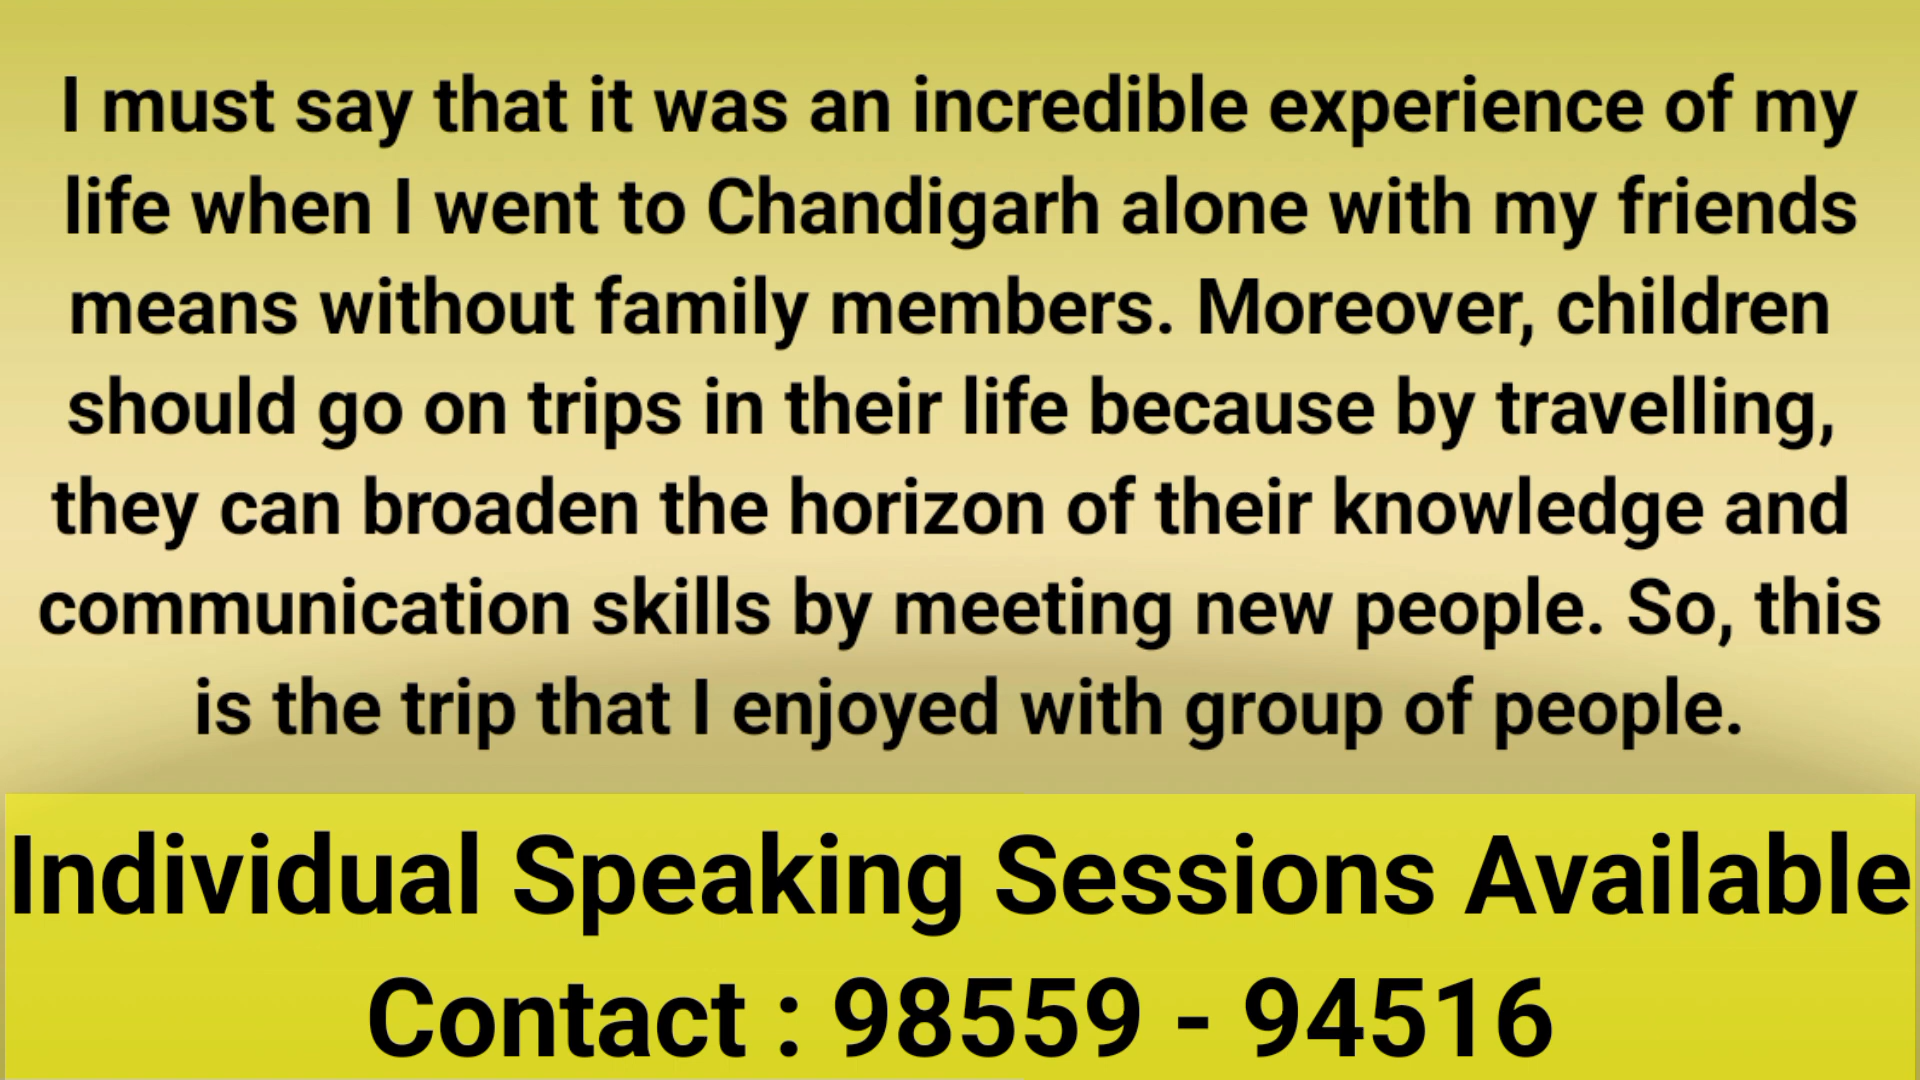 I must say that it was an incredible experience of my
life when I went to Chandigarh alone with my friends
means without family members. Moreover, children
should go on trips in their life because by travelling,
they can broaden the horizon of their knowledge and
communication skills by meeting new people. So, this
is the trip that I enjoyed with group of people.
Individual Speaking Sessions Available
Contact : 98559 - 94516